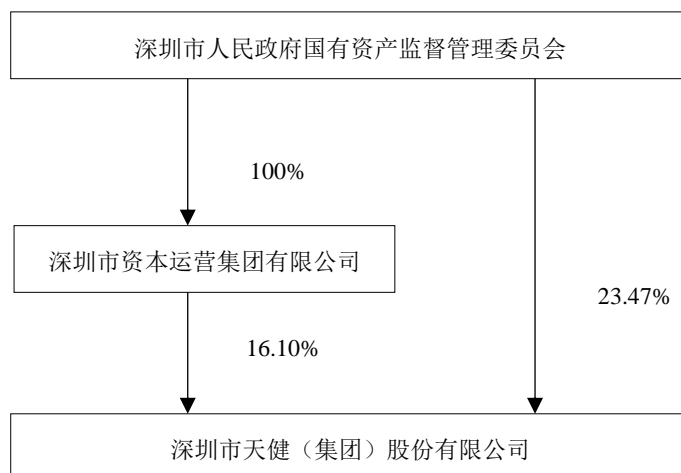 深圳市人民政府国有资产监督管理委员会
100%
深圳市资本运营集团有限公司
23.47%
16.10%
深圳市天健（集团）股份有限公司